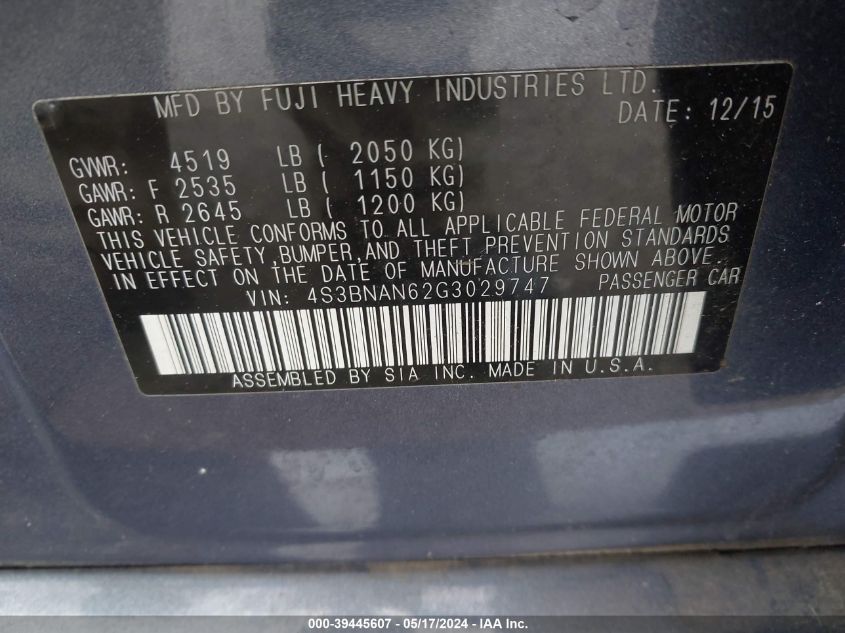 MFD BY FUJI HEAVY INDUSTRIES LTD.
DATE: 12/15
GVWR: 4519 LB ( 2050 KG)
GAWR: F 2535 LB ( 1150 KG)
GAWR: R 2645 LB ( 1200 KG)
THIS VEHICLE CONFORMS TO ALL APPLICABLE FEDERAL MOTOR
VEHICLE SAFETY,BUMPER,AND THEFT PREVENTION STANDARDS
IN EFFECT ON THE DATE OF MANUFACTURE SHOWN ABOVE.
VIN: 4S3BNAN62G3029747 PASSENGER CAR
ASSEMBLED BY SIA INC. MADE IN U.S.A.
000-39445607 - 05/17/2024 - IAA Inc.